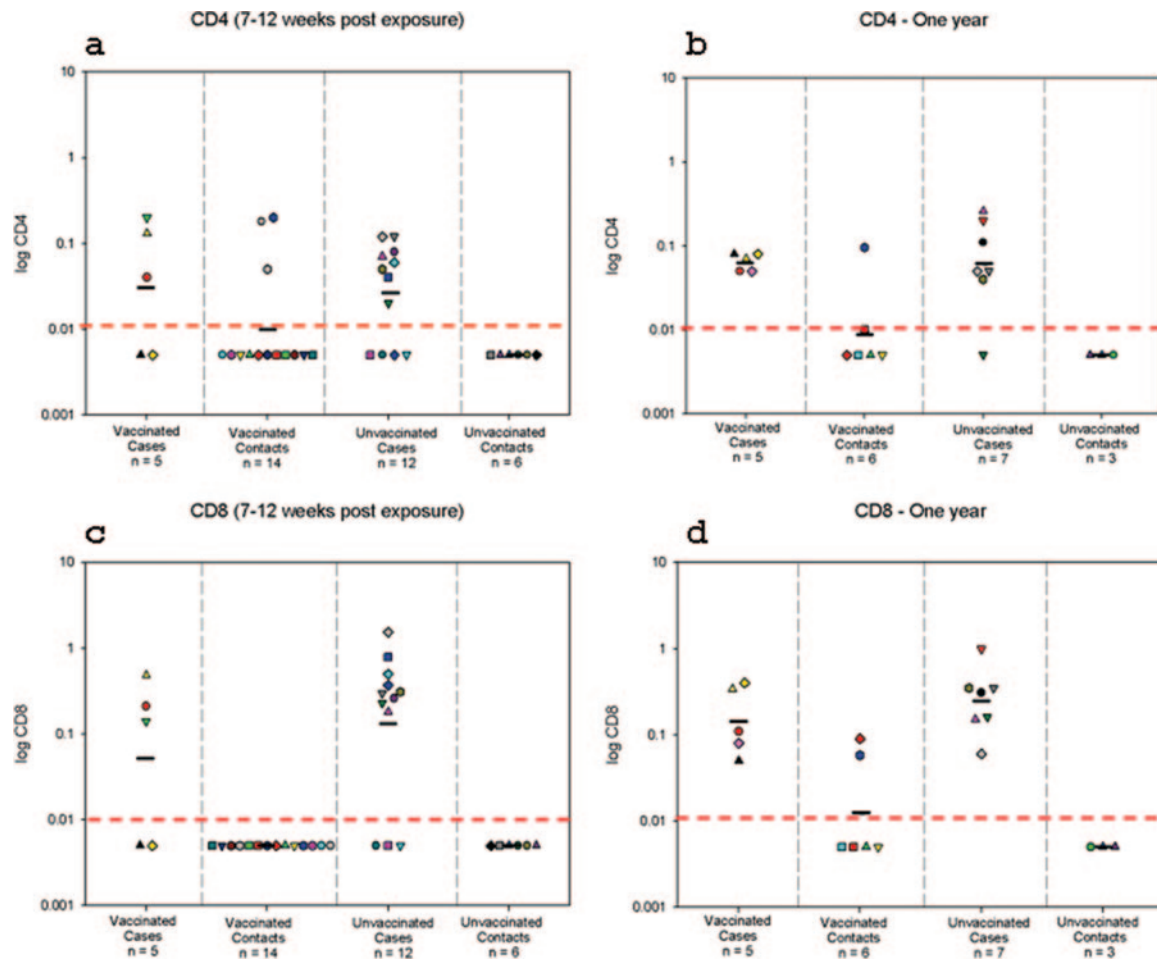 CD4 (7-12 weeks post exposure)
a
10
1
0.1
0.01
0.001
log CD4
Vaccinated Cases n = 5
Vaccinated Contacts n = 14
Unvaccinated Cases n = 12
Unvaccinated Contacts n = 6
CD4 - One year
b
10
1
0.1
0.01
0.001
log CD4
Vaccinated Cases n = 5
Vaccinated Contacts n = 6
Unvaccinated Cases n = 7
Unvaccinated Contacts n = 3
CD8 (7-12 weeks post exposure)
c
10
1
0.1
0.01
0.001
log CD8
Vaccinated Cases n = 5
Vaccinated Contacts n = 14
Unvaccinated Cases n = 12
Unvaccinated Contacts n = 6
CD8 - One year
d
10
1
0.1
0.01
0.001
log CD8
Vaccinated Cases n = 5
Vaccinated Contacts n = 6
Unvaccinated Cases n = 7
Unvaccinated Contacts n = 3